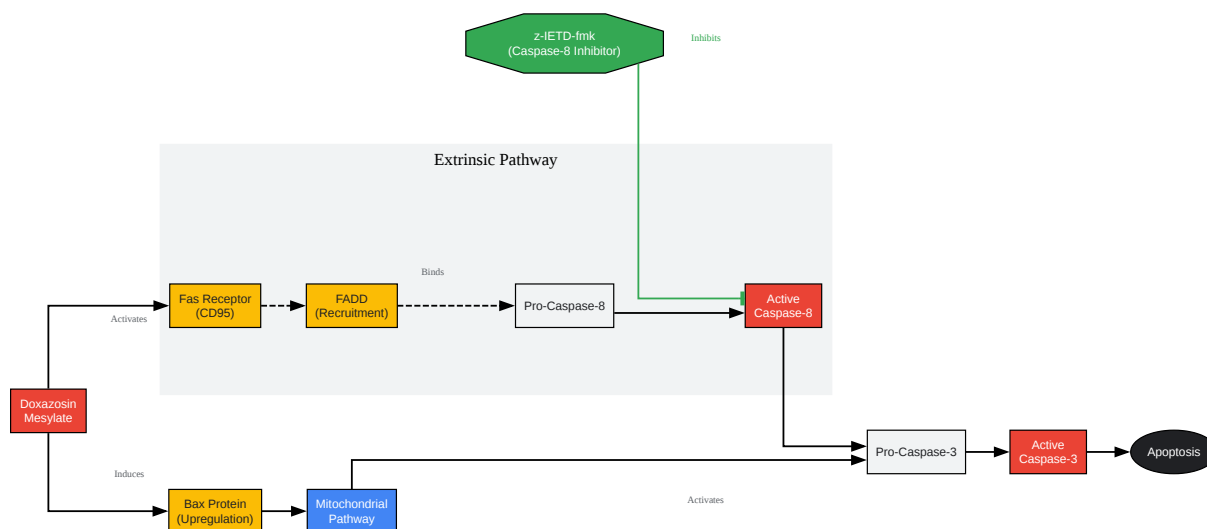 z-IETD-fmk
(Caspase-8 Inhibitor)
Inhibits
Extrinsic Pathway
Binds
Fas Receptor
(CD95)
FADD
(Recruitment)
Pro-Caspase-8
Active
Caspase-8
Activates
Doxazosin
Mesylate
Pro-Caspase-3
Active
Caspase-3
Apoptosis
Induces
Bax Protein
(Upregulation)
Mitochondrial
Pathway
Activates